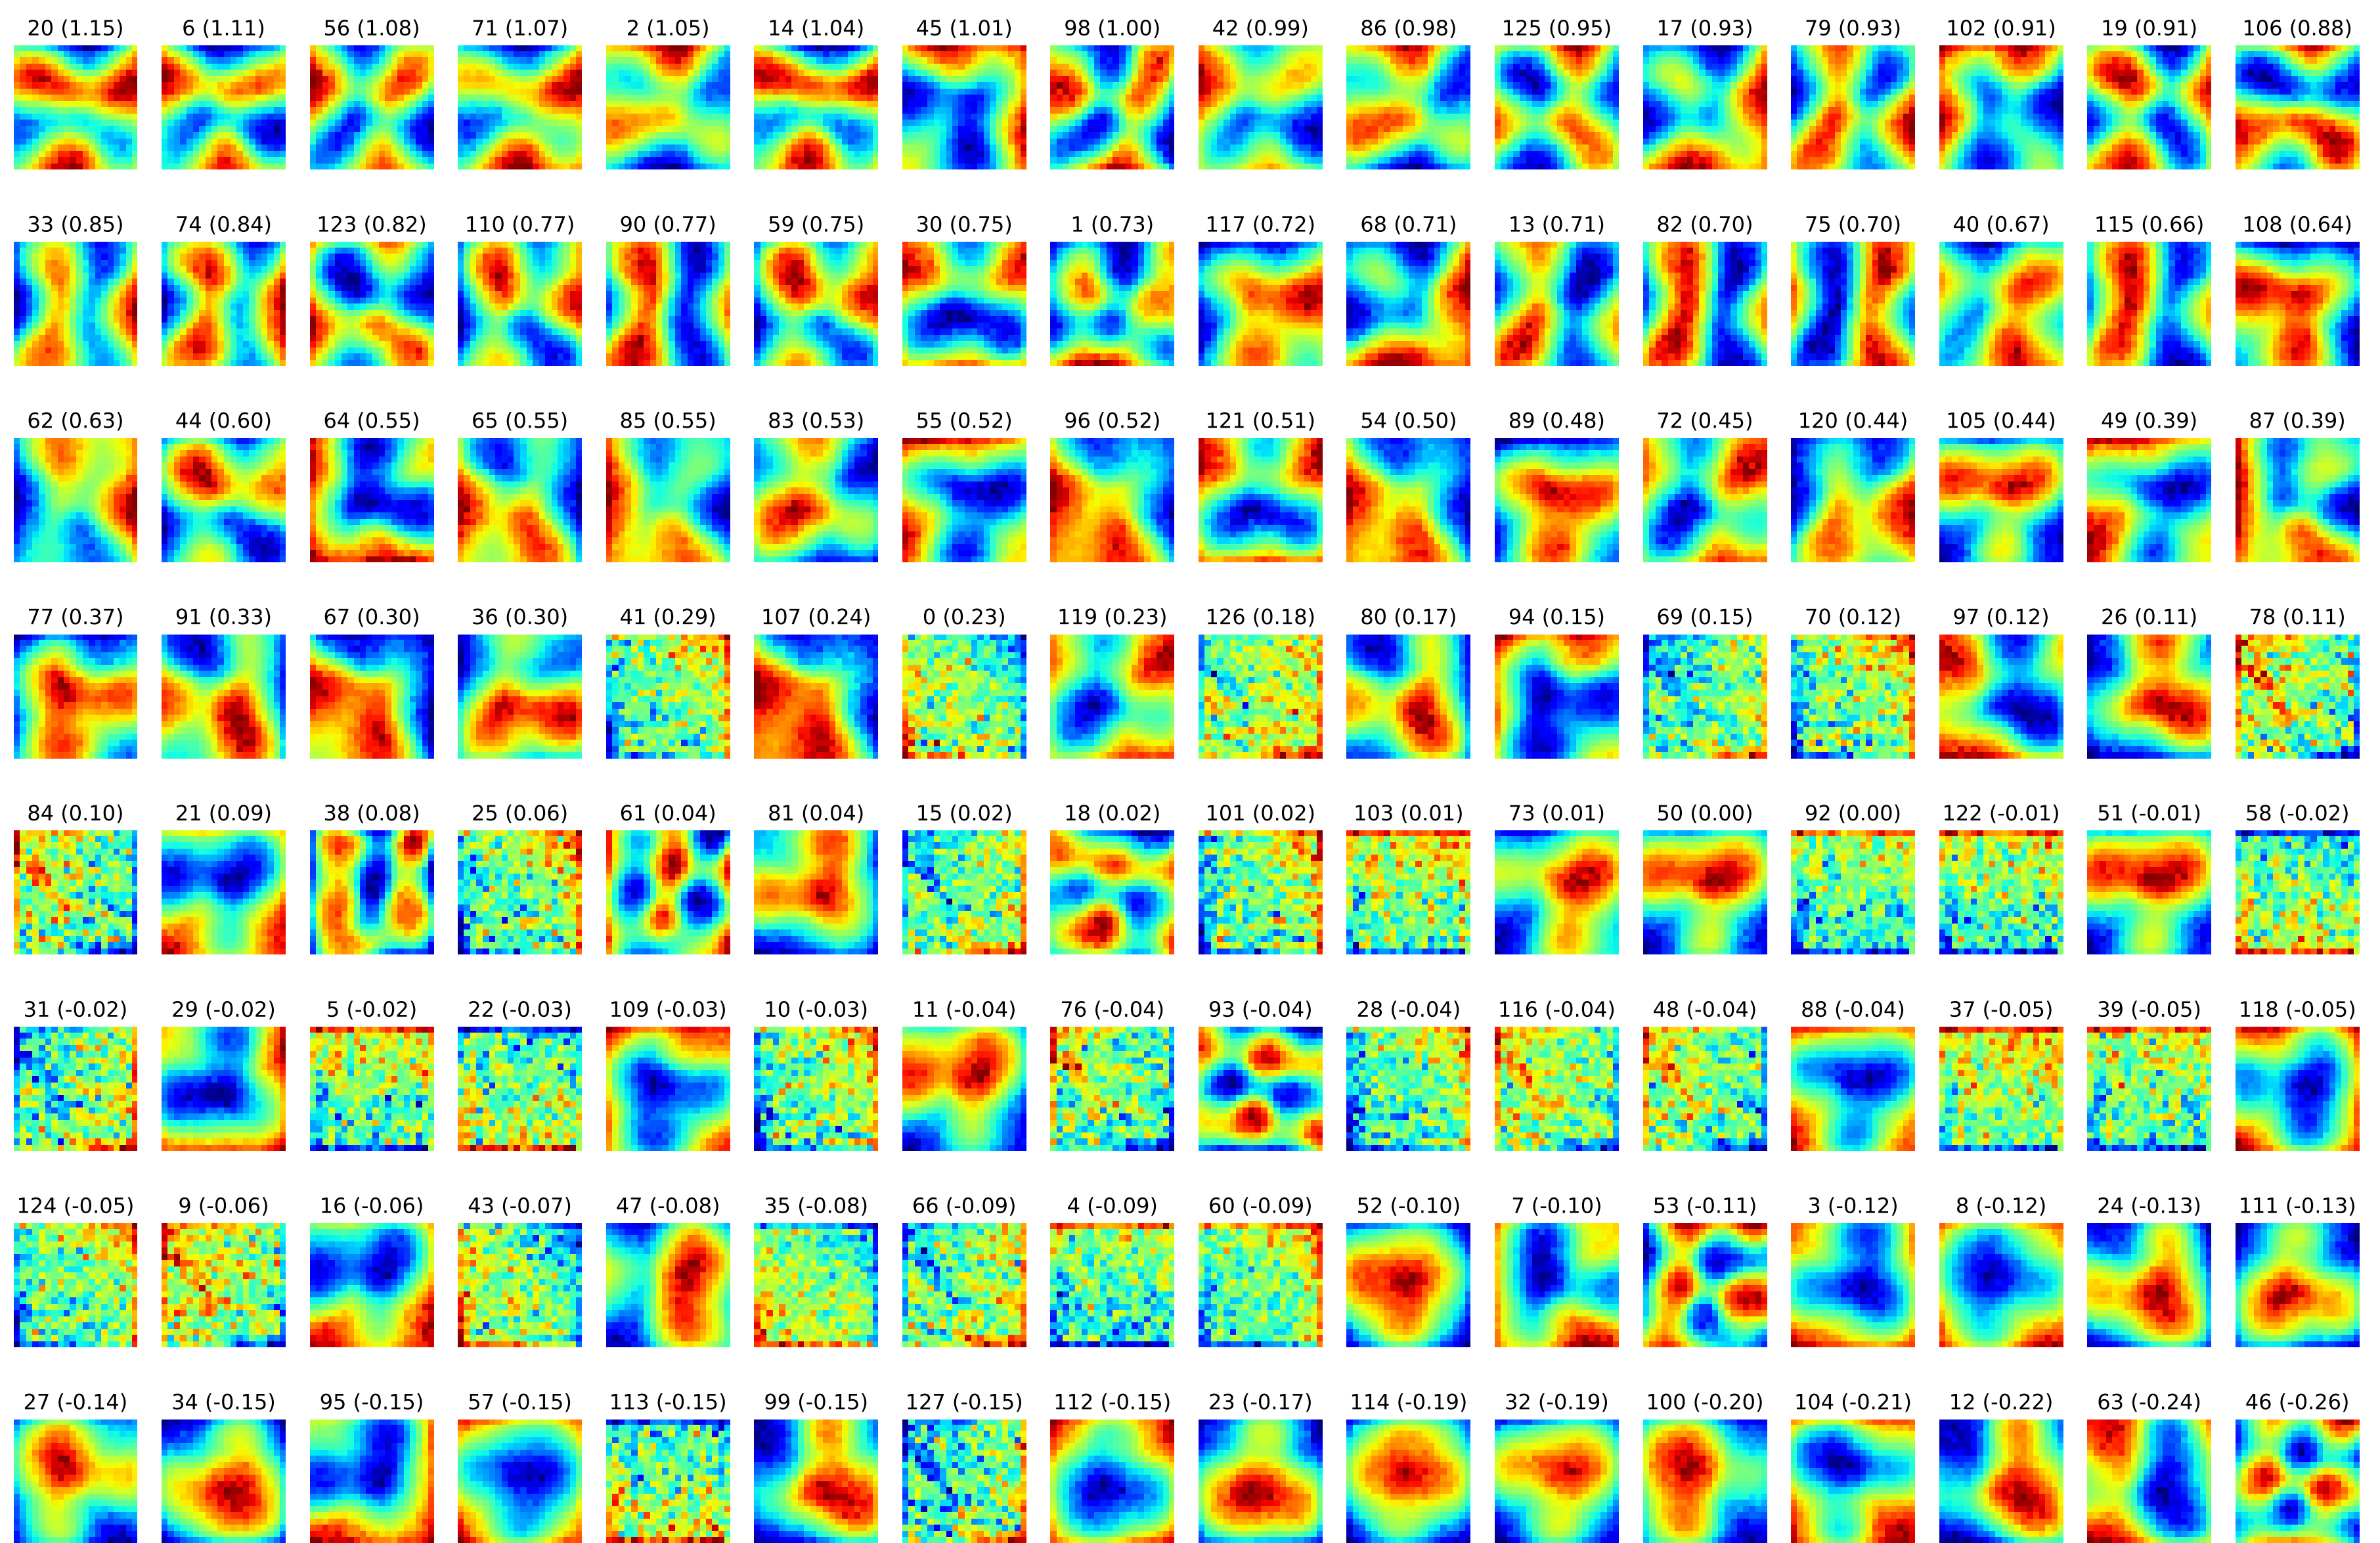 20 (1.15) 6 (1.11) 56 (1.08) 71 (1.07) 2 (1.05) 14 (1.04) 45 (1.01) 98 (1.00) 42 (0.99) 86 (0.98) 125 (0.95) 17 (0.93) 79 (0.93) 102 (0.91) 19 (0.91) 106 (0.88)
33 (0.85) 74 (0.84) 123 (0.82) 110 (0.77) 90 (0.77) 59 (0.75) 30 (0.75) 1 (0.73) 117 (0.72) 68 (0.71) 13 (0.71) 82 (0.70) 75 (0.70) 40 (0.67) 115 (0.66) 108 (0.64)
62 (0.63) 44 (0.60) 64 (0.55) 65 (0.55) 85 (0.55) 83 (0.53) 55 (0.52) 96 (0.52) 121 (0.51) 54 (0.50) 89 (0.48) 72 (0.45) 120 (0.44) 105 (0.44) 49 (0.39) 87 (0.39)
77 (0.37) 91 (0.33) 67 (0.30) 36 (0.30) 41 (0.29) 107 (0.24) 0 (0.23) 119 (0.23) 126 (0.18) 80 (0.17) 94 (0.15) 69 (0.15) 70 (0.12) 97 (0.12) 26 (0.11) 78 (0.11)
84 (0.10) 21 (0.09) 38 (0.08) 25 (0.06) 61 (0.04) 81 (0.04) 15 (0.02) 18 (0.02) 101 (0.02) 103 (0.01) 73 (0.01) 50 (0.00) 92 (0.00) 122 (-0.01) 51 (-0.01) 58 (-0.02)
31 (-0.02) 29 (-0.02) 5 (-0.02) 22 (-0.03) 109 (-0.03) 10 (-0.03) 11 (-0.04) 76 (-0.04) 93 (-0.04) 28 (-0.04) 116 (-0.04) 48 (-0.04) 88 (-0.04) 37 (-0.05) 39 (-0.05) 118 (-0.05)
124 (-0.05) 9 (-0.06) 16 (-0.06) 43 (-0.07) 47 (-0.08) 35 (-0.08) 66 (-0.09) 4 (-0.09) 60 (-0.09) 52 (-0.10) 7 (-0.10) 53 (-0.11) 3 (-0.12) 8 (-0.12) 24 (-0.13) 111 (-0.13)
27 (-0.14) 34 (-0.15) 95 (-0.15) 57 (-0.15) 113 (-0.15) 99 (-0.15) 127 (-0.15) 112 (-0.15) 23 (-0.17) 114 (-0.19) 32 (-0.19) 100 (-0.20) 104 (-0.21) 12 (-0.22) 63 (-0.24) 46 (-0.26)